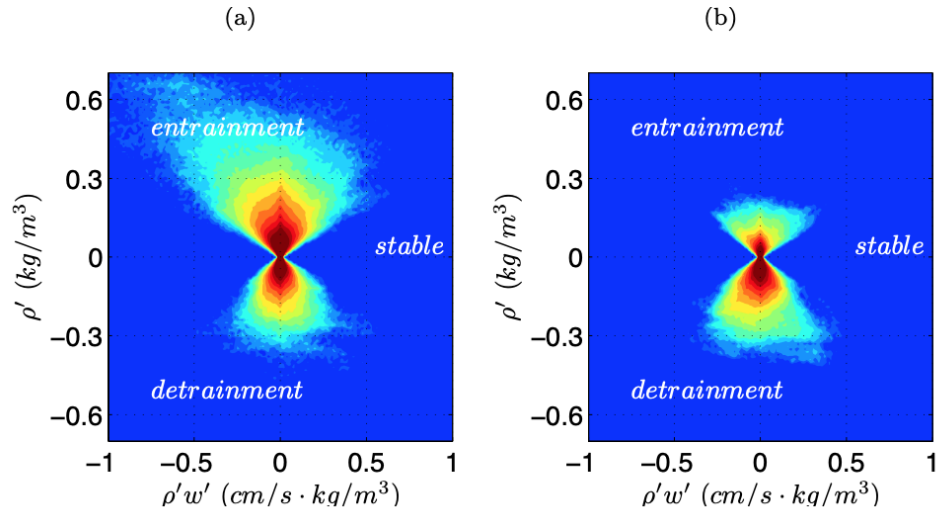 (a)
(b)
0.6
entrainment
0.3
stable
0
−0.3
detrainment
−0.6
ρ′ (kg/m³)
−1 −0.5 0 0.5 1
ρ′w′ (cm/s · kg/m³)
0.6
entrainment
0.3
stable
0
−0.3
detrainment
−0.6
ρ′ (kg/m³)
−1 −0.5 0 0.5 1
ρ′w′ (cm/s · kg/m³)